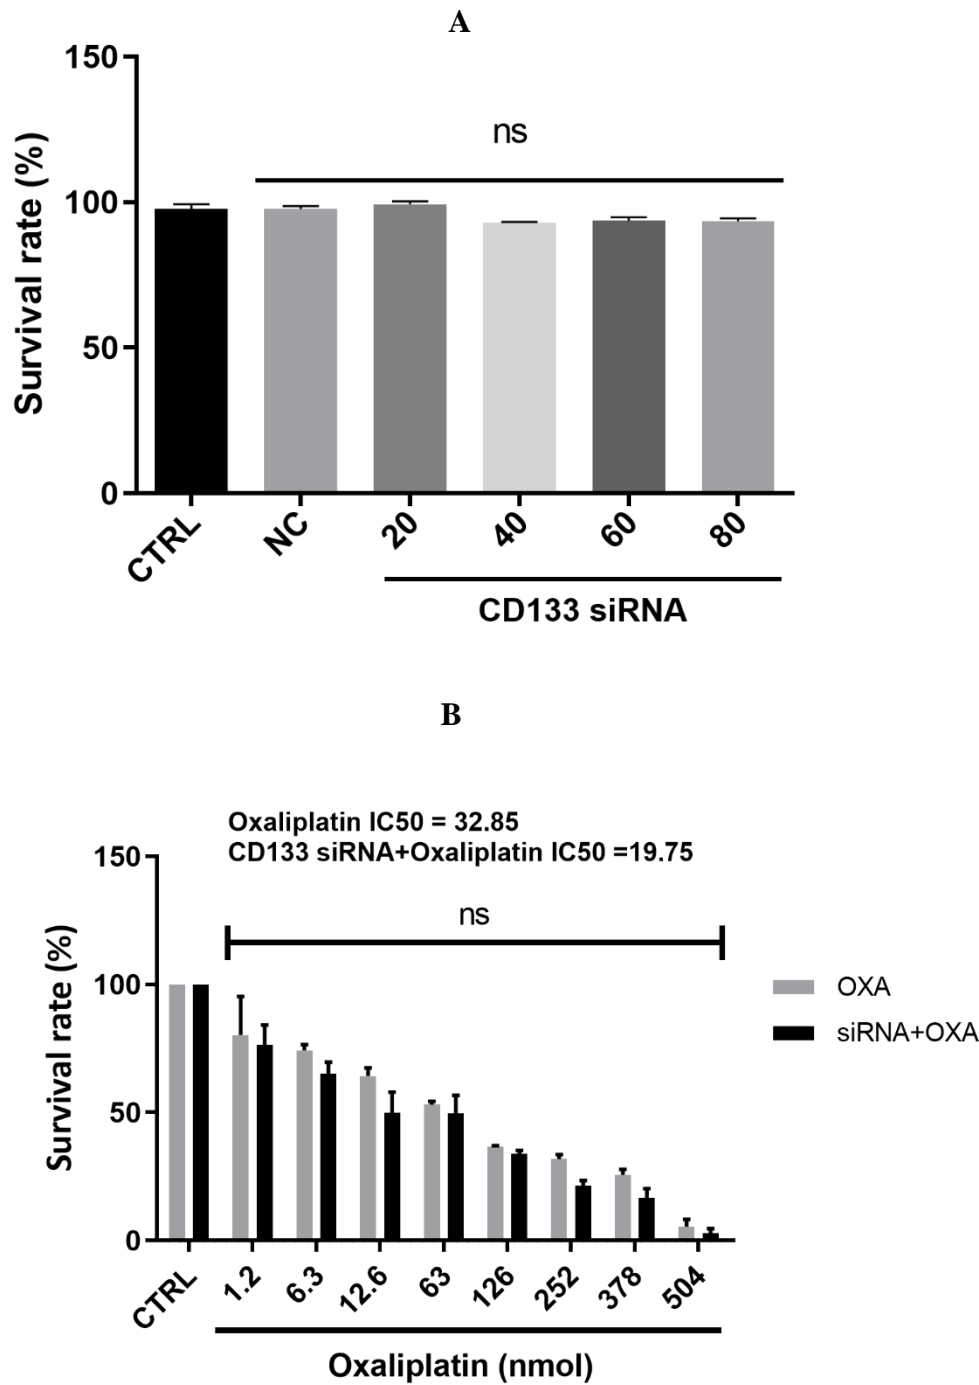 A
150
100
50
0
Survival rate (%)
ns
CTRL
NC
20
40
60
80
CD133 siRNA
B
Oxaliplatin IC50 = 32.85
CD133 siRNA+Oxaliplatin IC50 =19.75
150
100
50
0
Survival rate (%)
ns
OXA
siRNA+OXA
CTRL
1.2
6.3
12.6
63
126
252
378
504
Oxaliplatin (nmol)